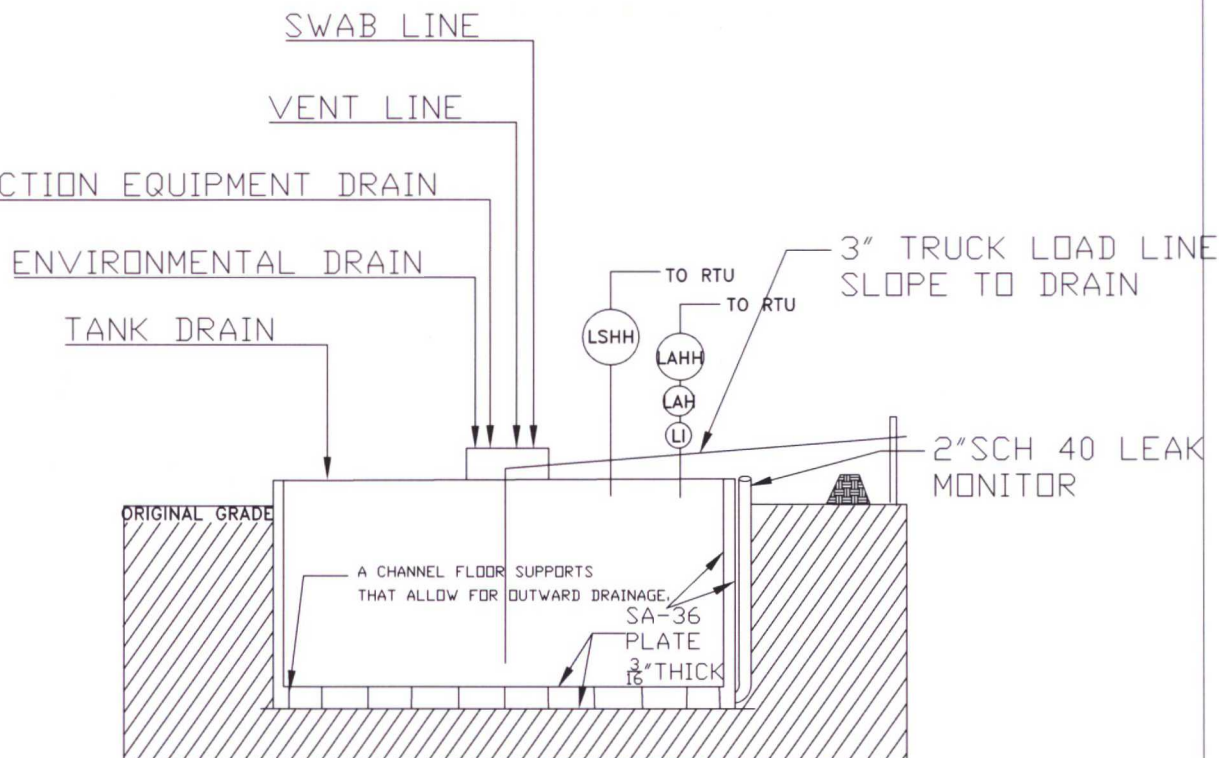 SWAB LINE
VENT LINE
CTION EQUIPMENT DRAIN
ENVIRONMENTAL DRAIN
TANK DRAIN
TO RTU
TO RTU
LSHH
LAHH
LAH
LI
3" TRUCK LOAD LINE
SLOPE TO DRAIN
2"SCH 40 LEAK
MONITOR
ORIGINAL GRADE
A CHANNEL FLOOR SUPPORTS
THAT ALLOW FOR OUTWARD DRAINAGE.
SA-36
PLATE
3/16" THICK